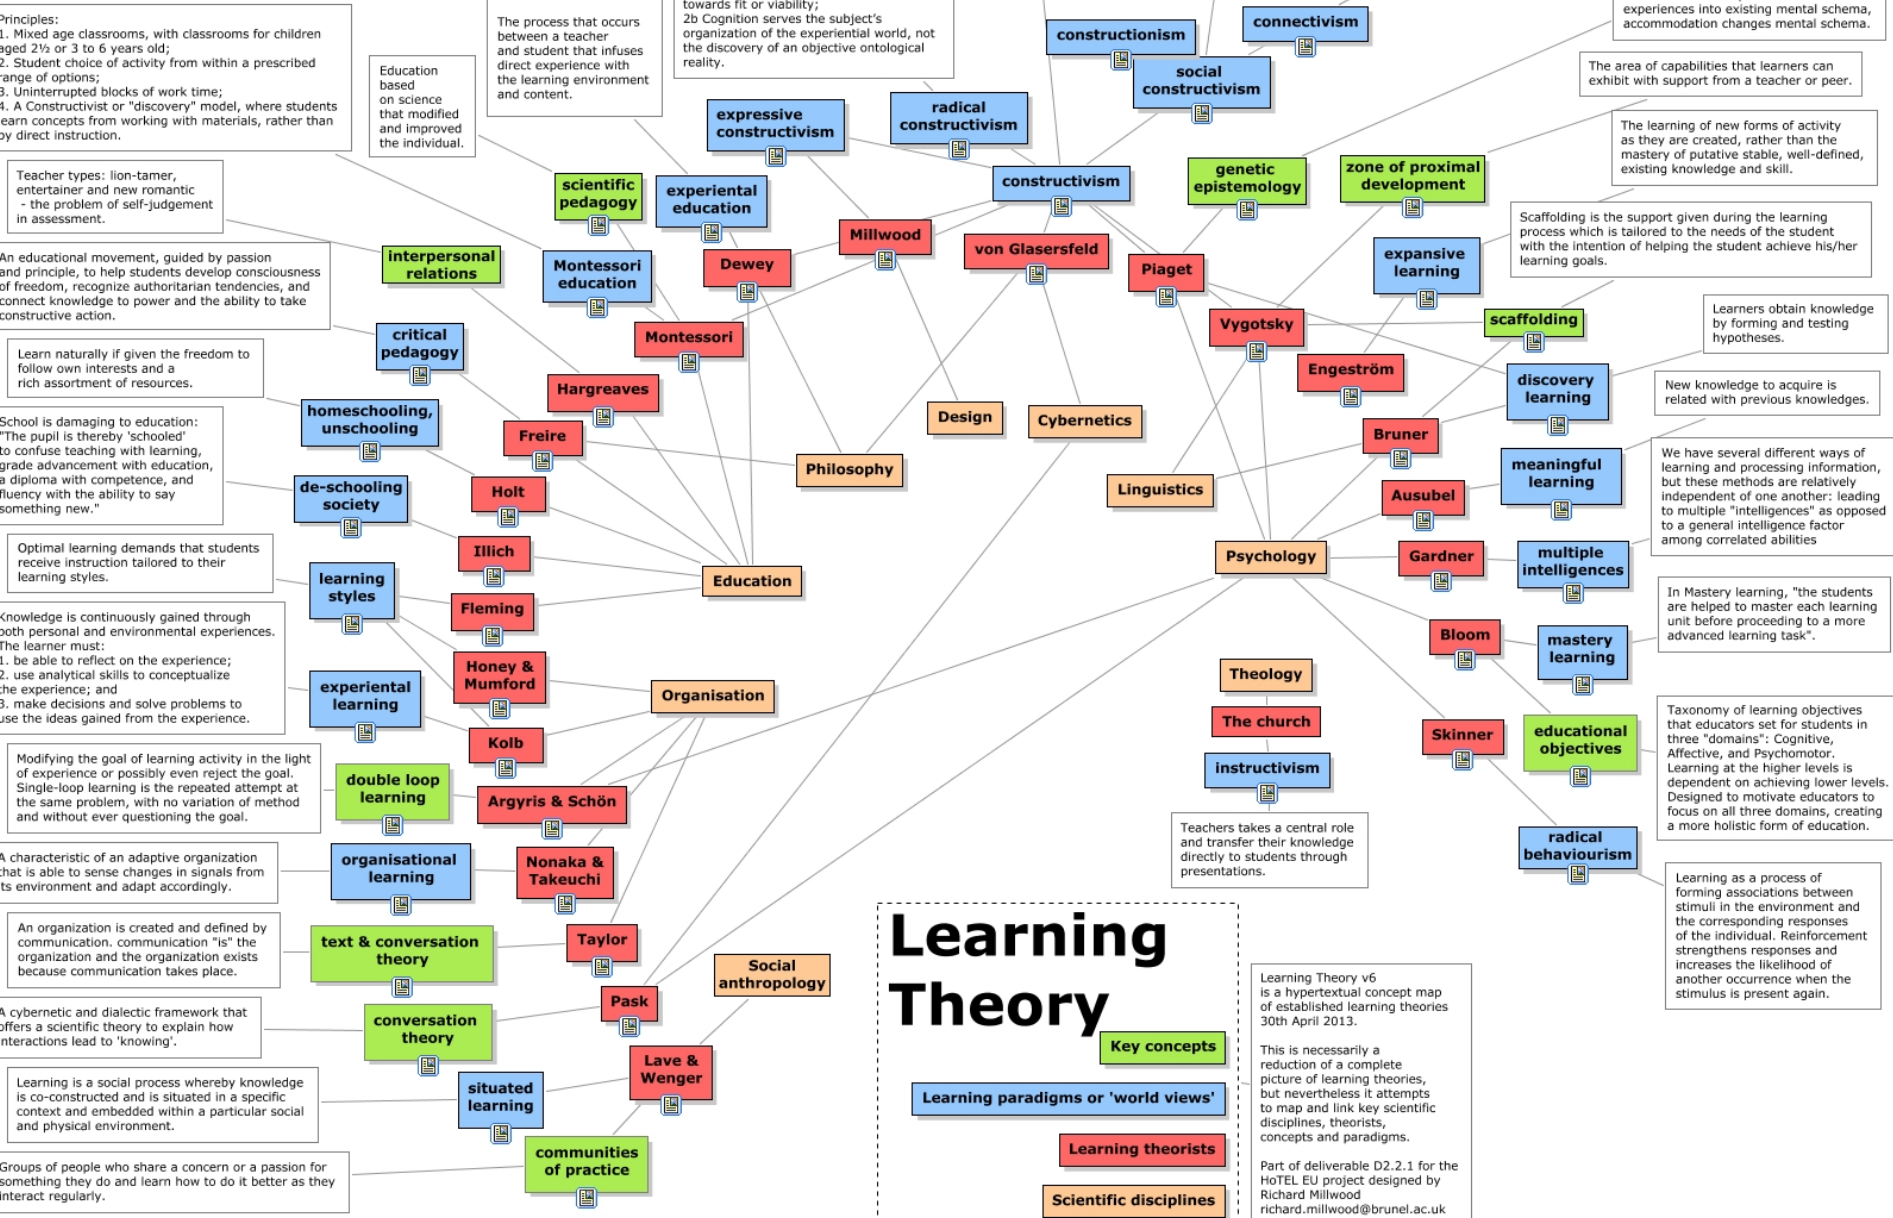 Principles:
1. Mixed age classrooms, with classrooms for children
aged 2½ or 3 to 6 years old;
2. Student choice of activity from within a prescribed
range of options;
3. Uninterrupted blocks of work time;
4. A Constructivist or "discovery" model, where students
learn concepts from working with materials, rather than
by direct instruction.
Education
based
on science
that modified
and improved
the individual.
The process that occurs
between a teacher
and student that infuses
direct experience with
the learning environment
and content.
towards fit or viability;
2b Cognition serves the subject's
organization of the experiential world, not
the discovery of an objective ontological
reality.
constructionism
connectivism
social
constructivism
experiences into existing mental schema,
accommodation changes mental schema.
The area of capabilities that learners can
exhibit with support from a teacher or peer.
The learning of new forms of activity
as they are created, rather than the
mastery of putative stable, well-defined,
existing knowledge and skill.
expressive
constructivism
radical
constructivism
constructivism
genetic
epistemology
zone of proximal
development
Teacher types: lion-tamer,
entertainer and new romantic
- the problem of self-judgement
in assessment.
scientific
pedagogy
experiential
education
Millwood
von Glasersfeld
Piaget
expansive
learning
Scaffolding is the support given during the learning
process which is tailored to the needs of the student
with the intention of helping the student achieve his/her
learning goals.
An educational movement, guided by passion
and principle, to help students develop consciousness
of freedom, recognize authoritarian tendencies, and
connect knowledge to power and the ability to take
constructive action.
interpersonal
relations
Montessori
education
Dewey
Montessori
Vygotsky
scaffolding
Learners obtain knowledge
by forming and testing
hypotheses.
critical
pedagogy
Learn naturally if given the freedom to
follow own interests and a
rich assortment of resources.
Hargreaves
Engeström
discovery
learning
New knowledge to acquire is
related with previous knowledges.
homeschooling,
unschooling
Freire
Design
Cybernetics
Bruner
School is damaging to education:
"The pupil is thereby 'schooled'
to confuse teaching with learning,
grade advancement with education,
a diploma with competence, and
fluency with the ability to say
something new."
Philosophy
Linguistics
meaningful
learning
We have several different ways of
learning and processing information,
but these methods are relatively
independent of one another: leading
to multiple "intelligences" as opposed
to a general intelligence factor
among correlated abilities
de-schooling
society
Holt
Ausubel
Illich
Optimal learning demands that students
receive instruction tailored to their
learning styles.
Education
Psychology
Gardner
multiple
intelligences
learning
styles
Fleming
In Mastery learning, "the students
are helped to master each learning
unit before proceeding to a more
advanced learning task".
Knowledge is continuously gained through
both personal and environmental experiences.
The learner must:
1. be able to reflect on the experience;
2. use analytical skills to conceptualize
the experience; and
3. make decisions and solve problems to
use the ideas gained from the experience.
Bloom
mastery
learning
Honey &
Mumford
experiential
learning
Organisation
Theology
The church
instructivism
Kolb
Skinner
educational
objectives
Taxonomy of learning objectives
that educators set for students in
three "domains": Cognitive,
Affective, and Psychomotor.
Learning at the higher levels is
dependent on achieving lower levels.
Designed to motivate educators to
focus on all three domains, creating
a more holistic form of education.
Modifying the goal of learning activity in the light
of experience or possibly even reject the goal.
Single-loop learning is the repeated attempt at
the same problem, with no variation of method
and without ever questioning the goal.
double loop
learning
Argyris & Schön
Teachers takes a central role
and transfer their knowledge
directly to students through
presentations.
radical
behaviourism
A characteristic of an adaptive organization
that is able to sense changes in signals from
its environment and adapt accordingly.
organisational
learning
Nonaka &
Takeuchi
Learning as a process of
forming associations between
stimuli in the environment and
the corresponding responses
of the individual. Reinforcement
strengthens responses and
increases the likelihood of
another occurrence when the
stimulus is present again.
An organization is created and defined by
communication. communication "is" the
organization and the organization exists
because communication takes place.
text & conversation
theory
Taylor
Social
anthropology
A cybernetic and dialectic framework that
offers a scientific theory to explain how
interactions lead to 'knowing'.
conversation
theory
Pask
Learning is a social process whereby knowledge
is co-constructed and is situated in a specific
context and embedded within a particular social
and physical environment.
situated
learning
Lave &
Wenger
Groups of people who share a concern or a passion for
something they do and learn how to do it better as they
interact regularly.
communities
of practice
Learning
Theory
Key concepts
Learning paradigms or 'world views'
Learning theorists
Scientific disciplines
Learning Theory v6
is a hypertextual concept map
of established learning theories
30th April 2013.
This is necessarily a
reduction of a complete
picture of learning theories,
but nevertheless it attempts
to map and link key scientific
disciplines, theorists,
concepts and paradigms.
Part of deliverable D2.2.1 for the
HoTEL EU project designed by
Richard Millwood
richard.millwood@brunel.ac.uk